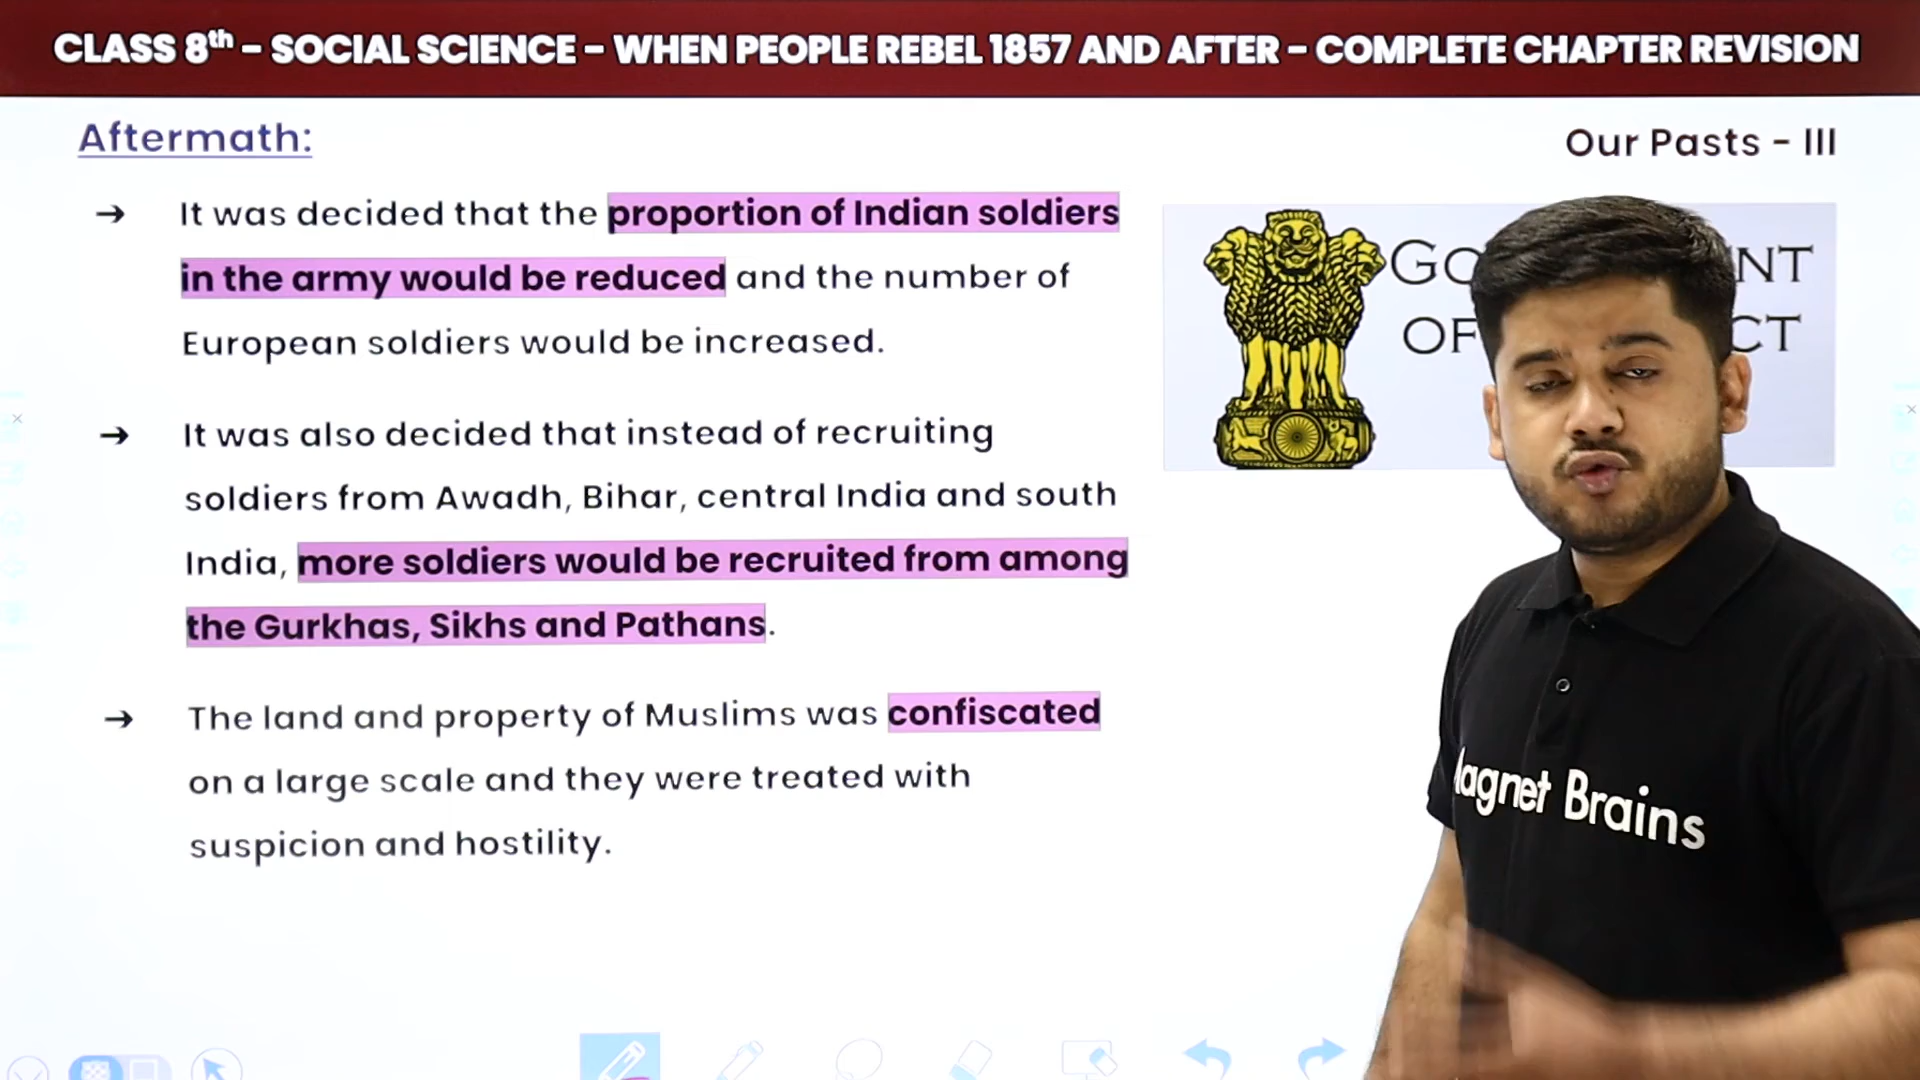 CLASS 8th – SOCIAL SCIENCE – WHEN PEOPLE REBEL 1857 AND AFTER – COMPLETE CHAPTER REVISION
Aftermath:
Our Pasts – III
→ It was decided that the proportion of Indian soldiers
in the army would be reduced and the number of
European soldiers would be increased.
→ It was also decided that instead of recruiting
soldiers from Awadh, Bihar, central India and south
India, more soldiers would be recruited from among
the Gurkhas, Sikhs and Pathans.
→ The land and property of Muslims was confiscated
on a large scale and they were treated with
suspicion and hostility.
OF
Brains